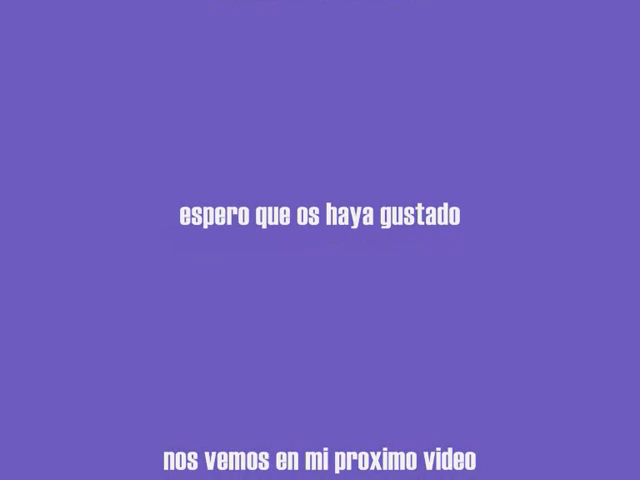 espero que os haya gustado
nos vemos en mi proximo video